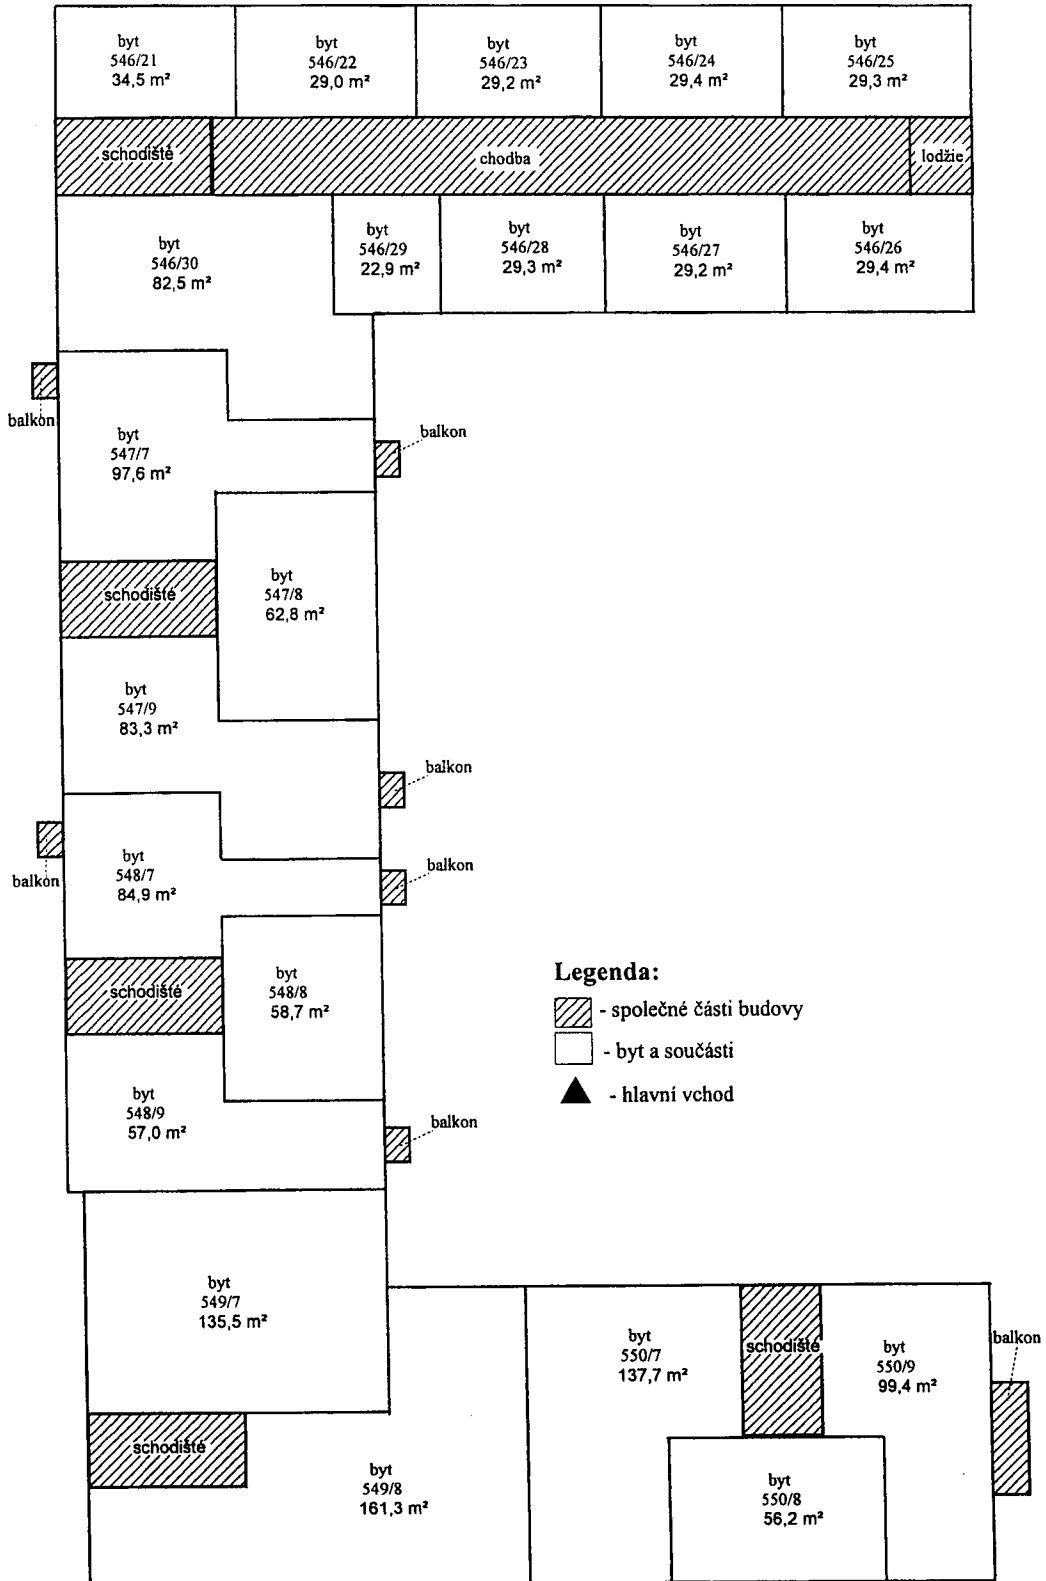 byt
546/21
34,5 m²
byt
546/22
29,0 m²
byt
546/23
29,2 m²
byt
546/24
29,4 m²
byt
546/25
29,3 m²
schodiště
chodba
lodžie
byt
546/30
82,5 m²
byt
546/29
22,9 m²
byt
546/28
29,3 m²
byt
546/27
29,2 m²
byt
546/26
29,4 m²
balkon
byt
547/7
97,6 m²
balkon
schodiště
byt
547/8
62,8 m²
byt
547/9
83,3 m²
balkon
balkon
byt
548/7
84,9 m²
balkon
schodiště
byt
548/8
58,7 m²
Legenda:
- společné části budovy
- byt a součásti
- hlavní vchod
byt
548/9
57,0 m²
balkon
byt
549/7
135,5 m²
byt
550/7
137,7 m²
schodiště
byt
550/9
99,4 m²
balkon
schodiště
byt
549/8
161,3 m²
byt
550/8
56,2 m²